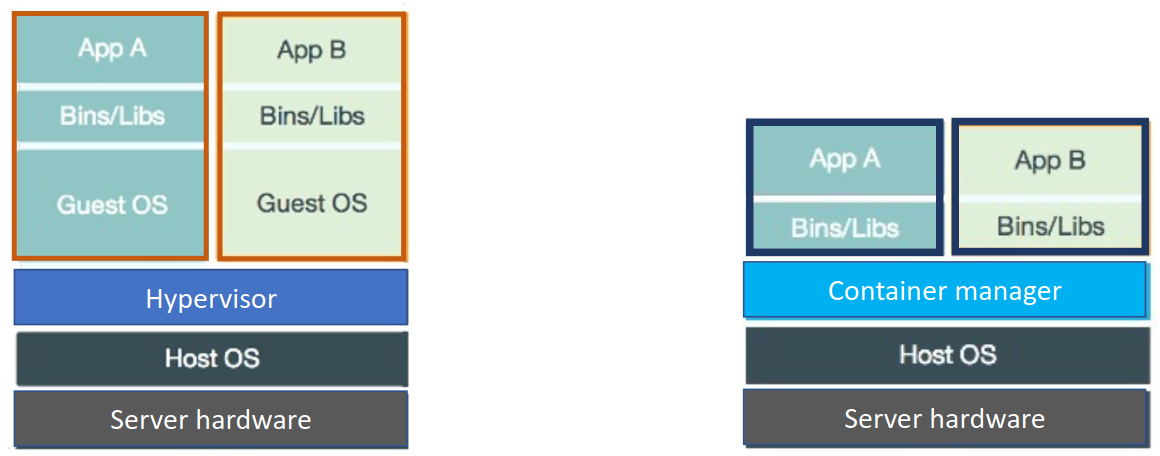 App A
Bins/Libs
Guest OS
App B
Bins/Libs
Guest OS
Hypervisor
Host OS
Server hardware
App A
Bins/Libs
App B
Bins/Libs
Container manager
Host OS
Server hardware